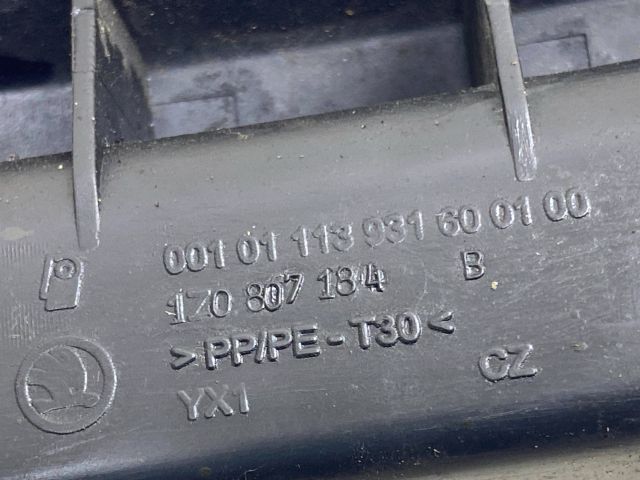 001 01 113 931 60 01 00
1Z0 807 184 B
>PP/PE-T30<
YX1 CZ